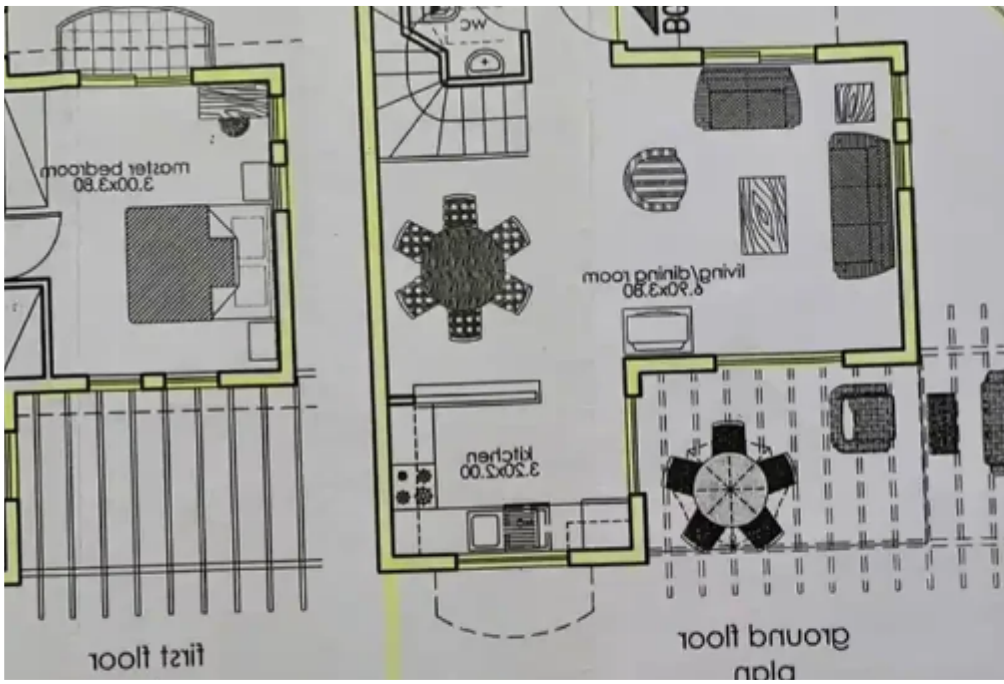 WC
BG
master bedroom
3.00x3.80
living/dining room
6.90x3.80
kitchen
3.20x2.00
first floor
ground floor
plan